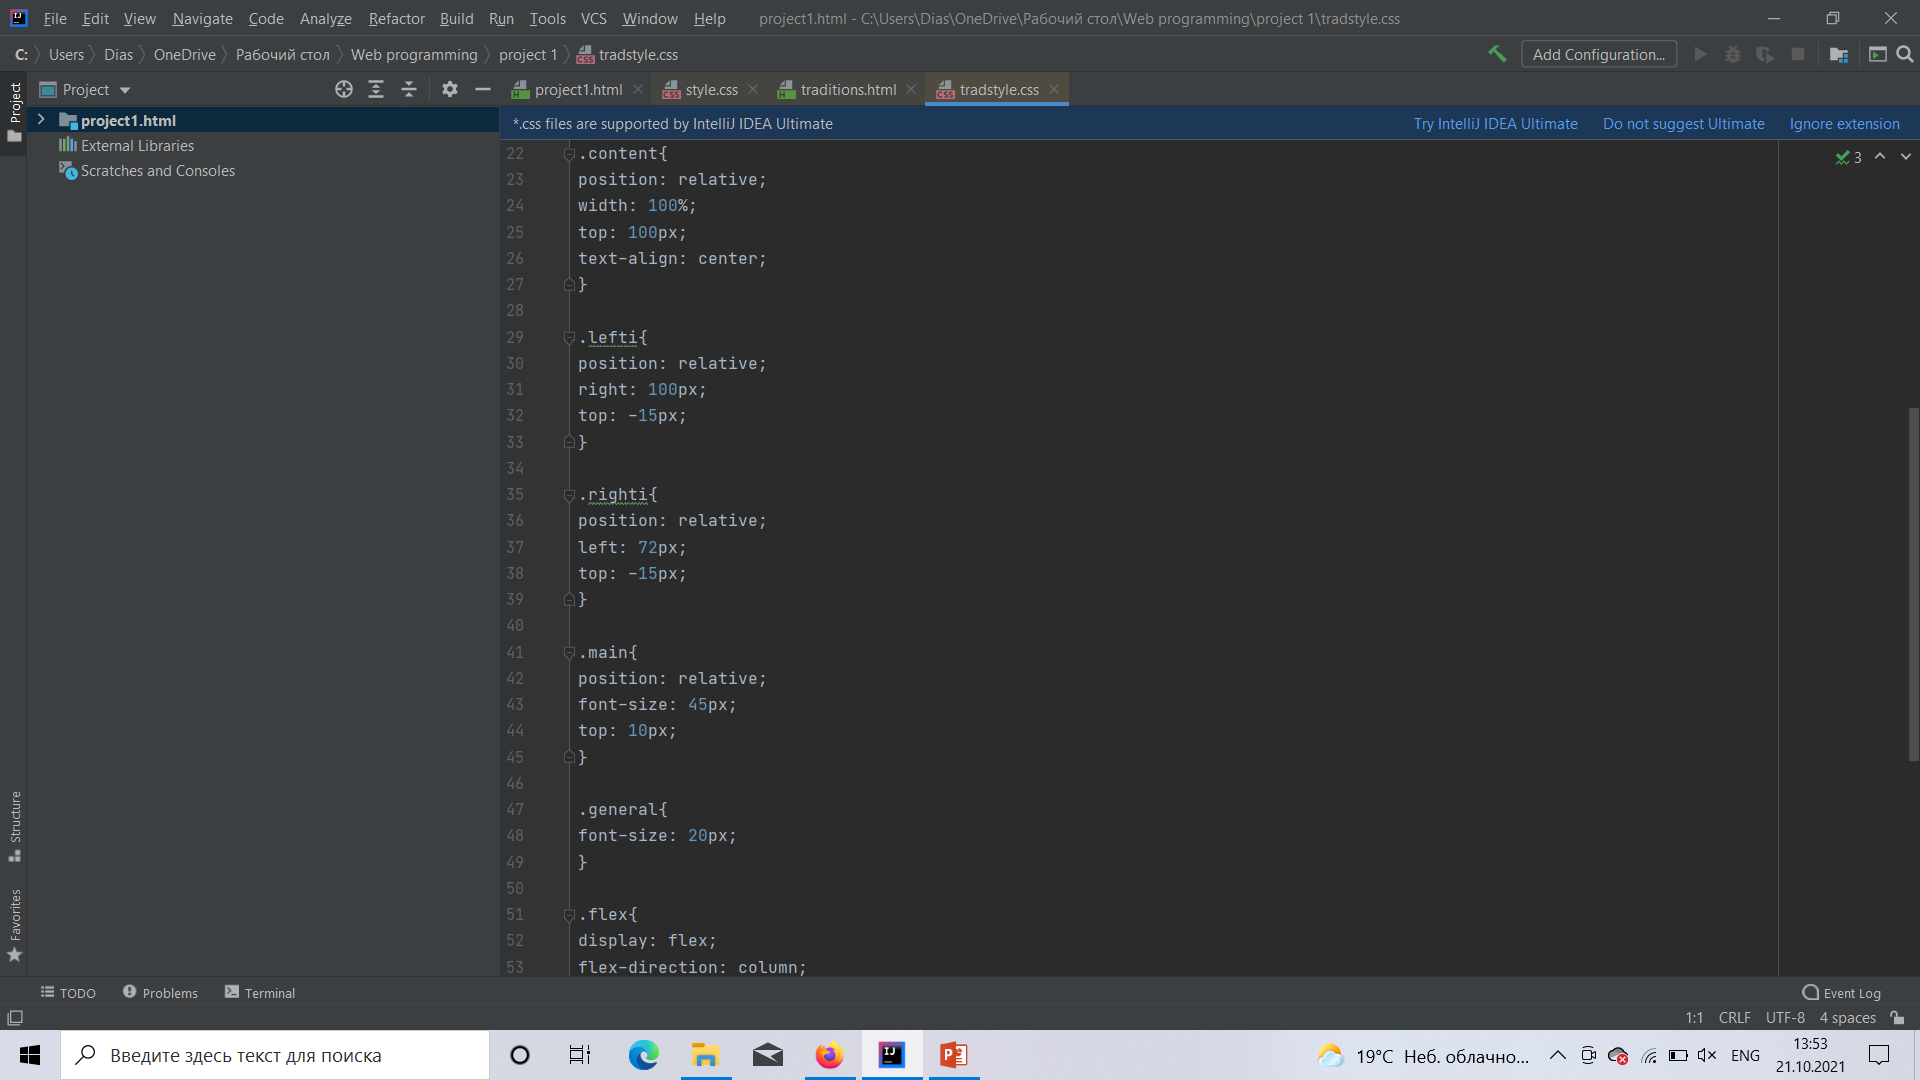 File Edit View Navigate Code Analyze Refactor Build Run Tools VCS Window Help project1.html - C:\Users\Dias\OneDrive\Рабочий стол\Web programming\project 1\tradstyle.css
C: Users Dias OneDrive Рабочий стол Web programming project 1 tradstyle.css Add Configuration...
Project Project project1.html style.css traditions.html tradstyle.css
project1.html
*.css files are supported by IntelliJ IDEA Ultimate Try IntelliJ IDEA Ultimate Do not suggest Ultimate Ignore extension
External Libraries
Scratches and Consoles
3
22 .content{
23 position: relative;
24 width: 100%;
25 top: 100px;
26 text-align: center;
27 }
28
29 .lefti{
30 position: relative;
31 right: 100px;
32 top: -15px;
33 }
34
35 .righti{
36 position: relative;
37 left: 72px;
38 top: -15px;
39 }
40
41 .main{
42 position: relative;
43 font-size: 45px;
44 top: 10px;
45 }
46
47 .general{
48 font-size: 20px;
49 }
50
51 .flex{
52 display: flex;
53 flex-direction: column;
Structure
Favorites
TODO Problems Terminal Event Log
1:1 CRLF UTF-8 4 spaces
Введите здесь текст для поиска 19°C Неб. облачно... ENG 13:53
21.10.2021